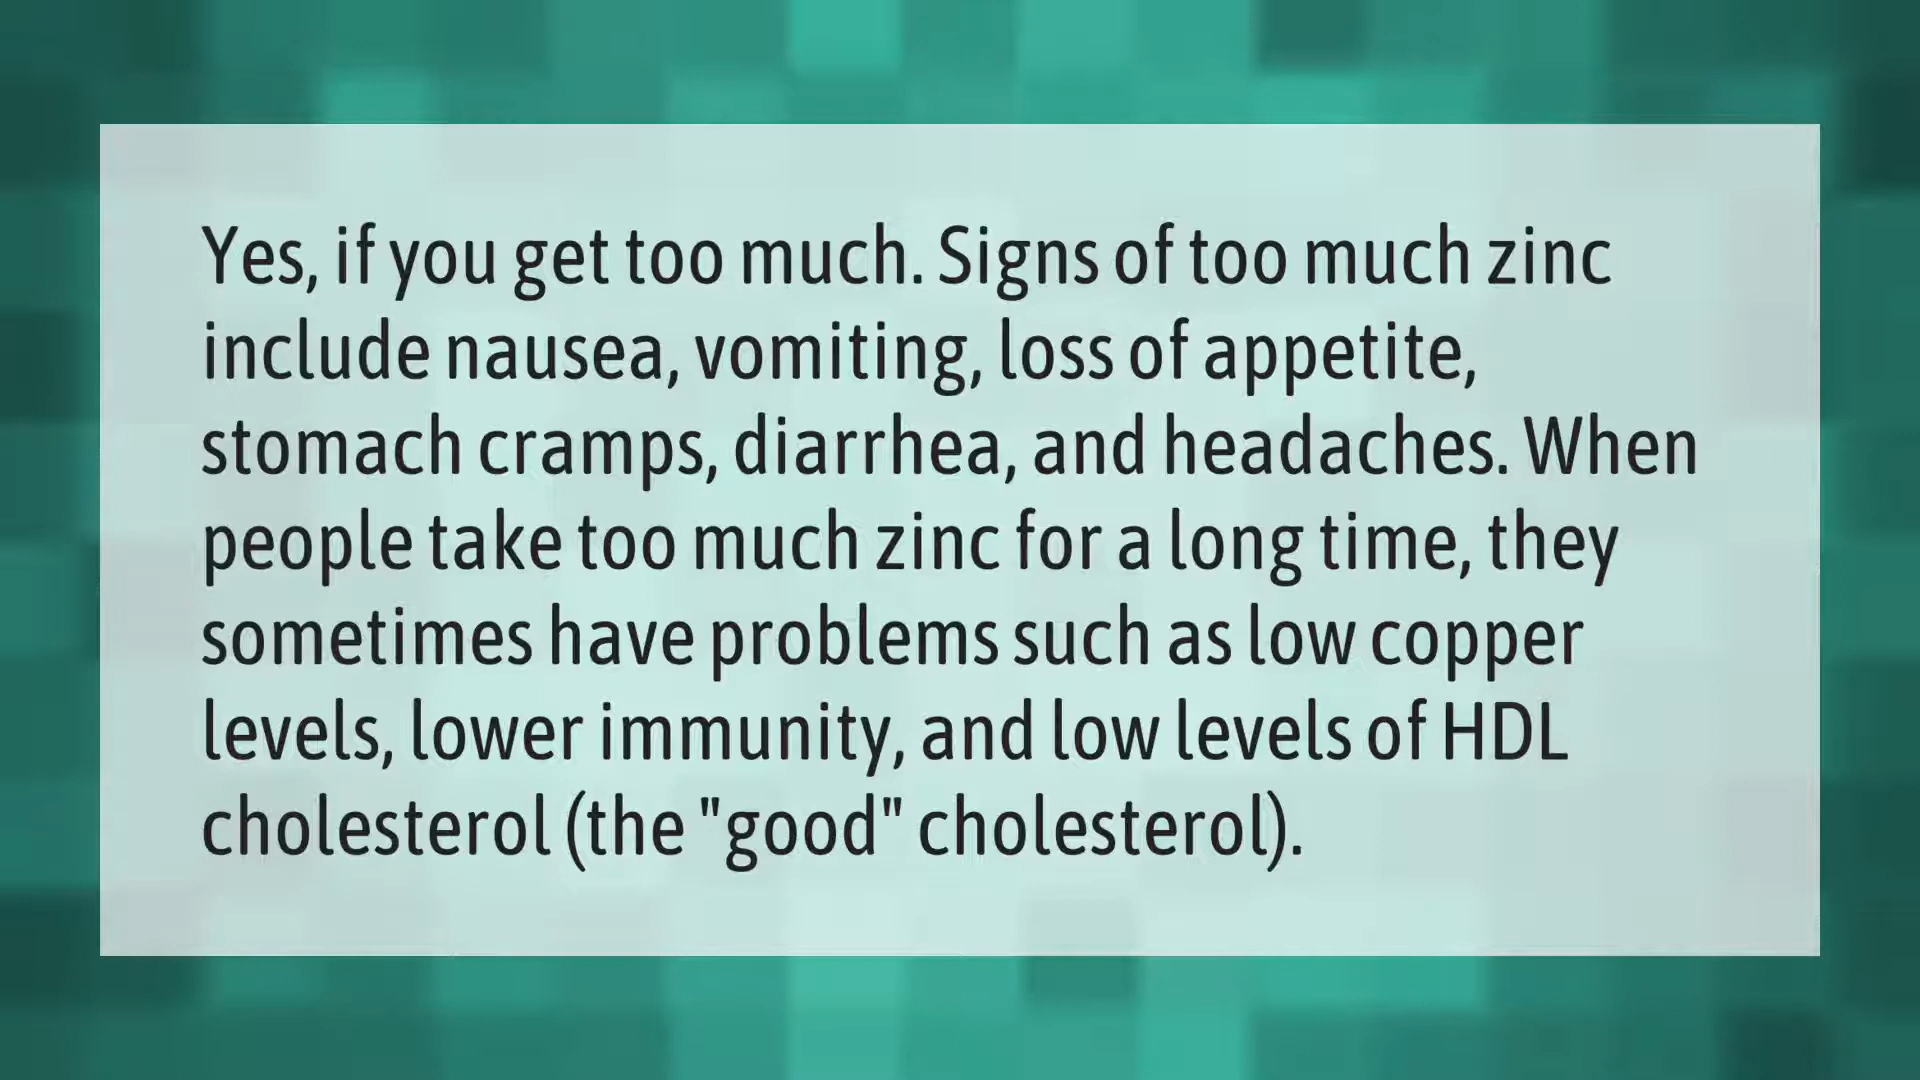 Yes, if you get too much. Signs of too much zinc
include nausea, vomiting, loss of appetite,
stomach cramps, diarrhea, and headaches. When
people take too much zinc for a long time, they
sometimes have problems such as low copper
levels, lower immunity, and low levels of HDL
cholesterol (the "good" cholesterol).